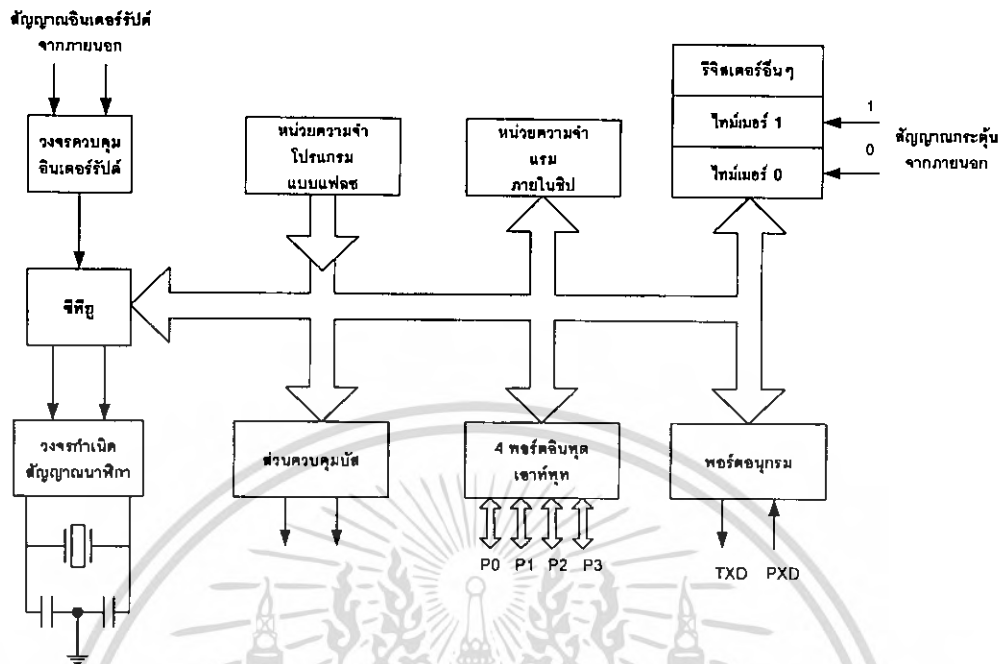 สัญญาณอินเตอร์รัปต์
จากภายนอก
วงจรควบคุม
อินเตอร์รัปต์
หน่วยความจำ
โปรแกรม
แบบแฟลช
หน่วยความจำ
แรม
ภายในชิป
รีจิสเตอร์อื่นๆ
ไทม์เมอร์ 1
ไทม์เมอร์ 0
1
0
สัญญาณกระตุ้น
จากภายนอก
ซีพียู
วงจรกำเนิด
สัญญาณนาฬิกา
ส่วนควบคุมบัส
4 พอร์ตอินพุต
เอาท์พุท
พอร์ตอนุกรม
P0 P1 P2 P3
TXD PXD